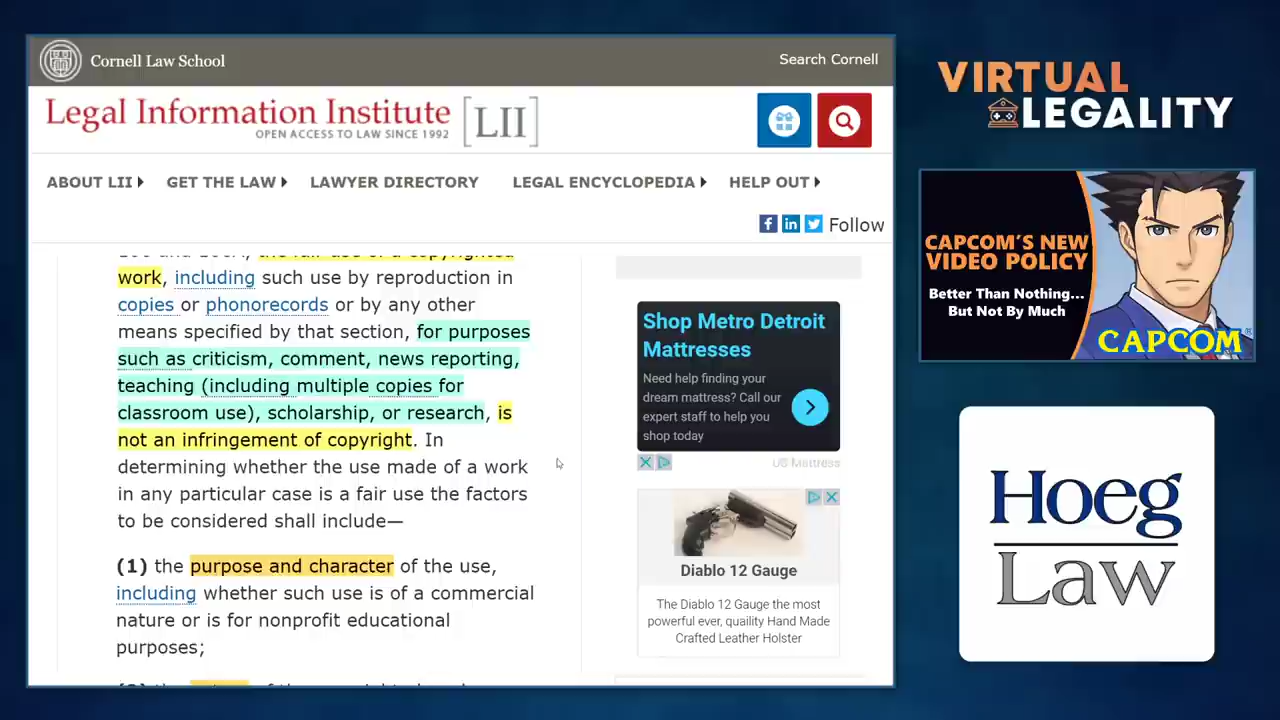 Cornell Law School
Search Cornell
Legal Information Institute
[LII]
OPEN ACCESS TO LAW SINCE 1992
ABOUT LII
GET THE LAW
LAWYER DIRECTORY
LEGAL ENCYCLOPEDIA
HELP OUT
Follow
work, including such use by reproduction in
copies or phonorecords or by any other
means specified by that section, for purposes
such as criticism, comment, news reporting,
teaching (including multiple copies for
classroom use), scholarship, or research, is
not an infringement of copyright. In
determining whether the use made of a work
in any particular case is a fair use the factors
to be considered shall include—
(1) the purpose and character of the use,
including whether such use is of a commercial
nature or is for nonprofit educational
purposes;
Shop Metro Detroit
Mattresses
Need help finding your
dream mattress? Call our
expert staff to help you
shop today
US Mattress
Diablo 12 Gauge
The Diablo 12 Gauge the most
powerful ever, quaility Hand Made
Crafted Leather Holster
VIRTUAL
LEGALITY
CAPCOM'S NEW
VIDEO POLICY
Better Than Nothing...
But Not By Much
CAPCOM
Hoeg
Law